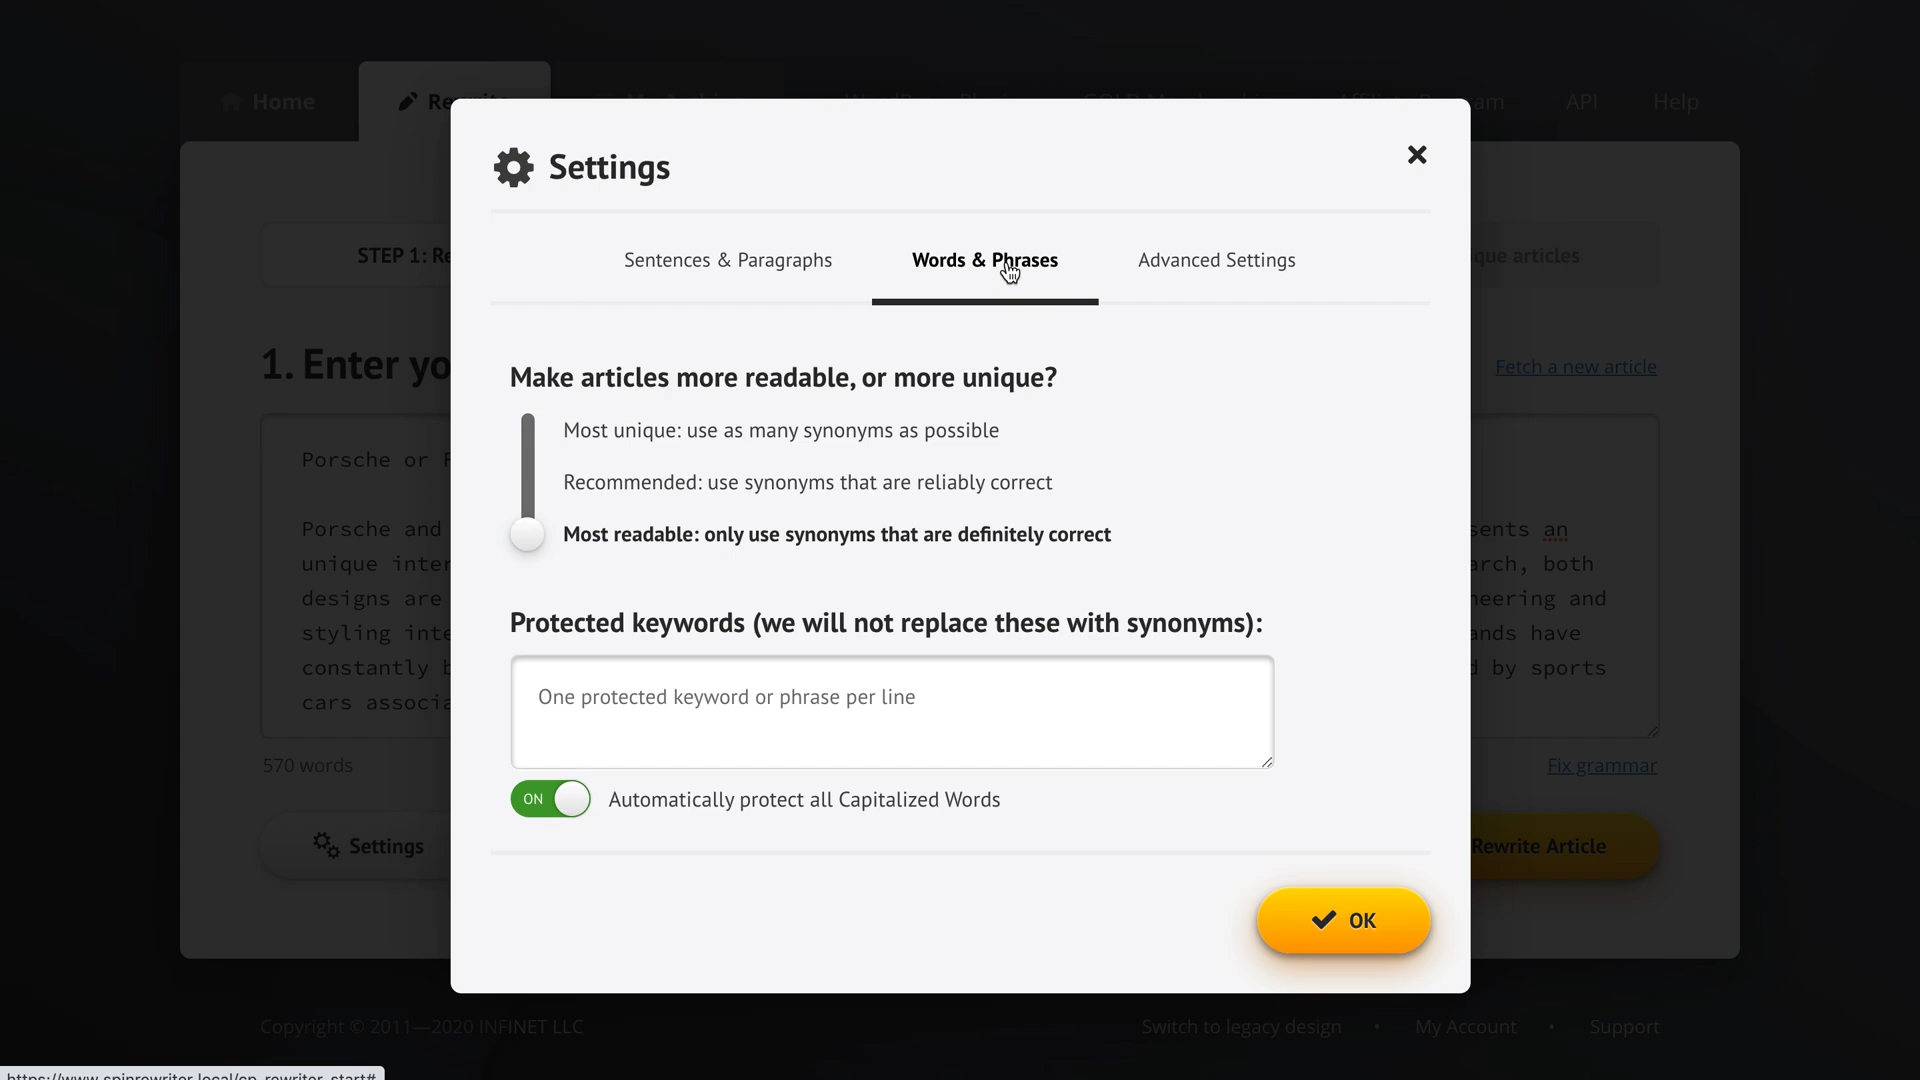 Home
Settings
Sentences & Paragraphs
Words & Phrases
Advanced Settings
API
Help
STEP 1:
que articles
1. Enter yo
Fetch a new article
Make articles more readable, or more unique?
Most unique: use as many synonyms as possible
Recommended: use synonyms that are reliably correct
Most readable: only use synonyms that are definitely correct
Porsche or
Porsche and
unique inter
designs are
styling inte
constantly b
cars associa
sents an
arch, both
neering and
ands have
d by sports
Protected keywords (we will not replace these with synonyms):
One protected keyword or phrase per line
570 words
Fix grammar
ON
Automatically protect all Capitalized Words
Settings
Rewrite Article
OK
Copyright © 2011—2020 INFINET LLC
Switch to legacy design • My Account • Support